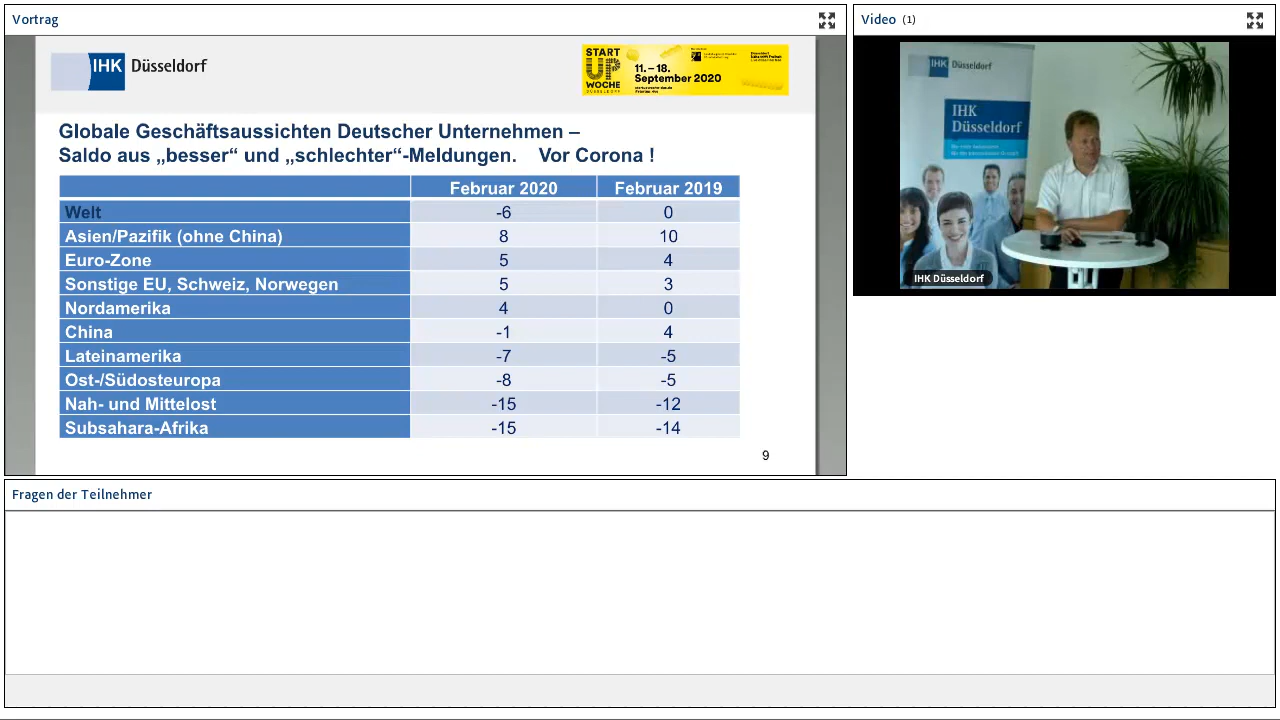 Vortrag
IHK Düsseldorf
START
UP
WOCHE
DÜSSELDORF
11. – 18.
September 2020
Globale Geschäftsaussichten Deutscher Unternehmen –
Saldo aus „besser“ und „schlechter“-Meldungen. Vor Corona !
Februar 2020 Februar 2019
Welt -6 0
Asien/Pazifik (ohne China) 8 10
Euro-Zone 5 4
Sonstige EU, Schweiz, Norwegen 5 3
Nordamerika 4 0
China -1 4
Lateinamerika -7 -5
Ost-/Südosteuropa -8 -5
Nah- und Mittelost -15 -12
Subsahara-Afrika -15 -14
9
Video (1)
IHK Düsseldorf
IHK
Düsseldorf
IHK Düsseldorf
Fragen der Teilnehmer